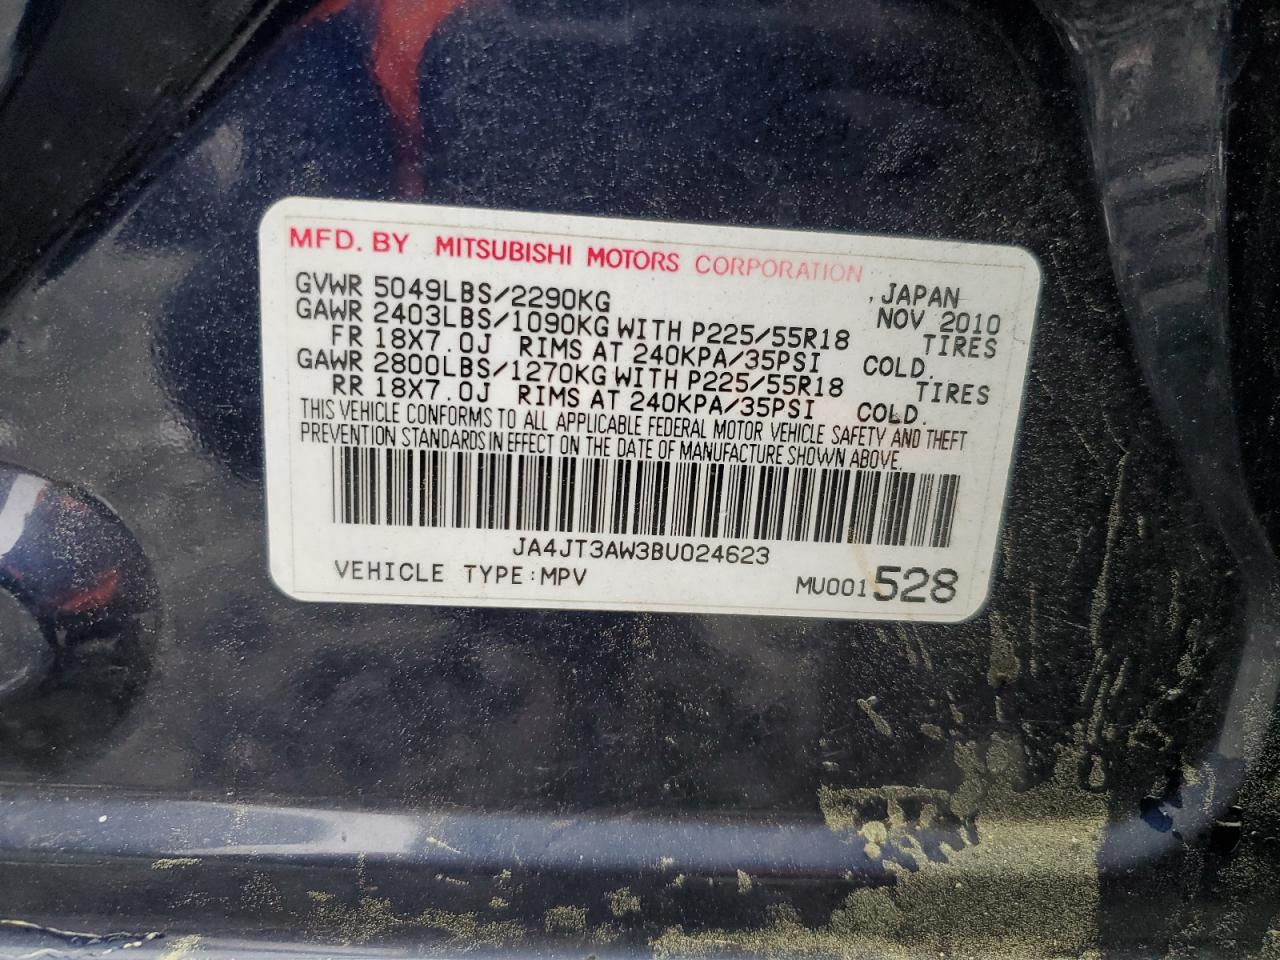 MFD. BY MITSUBISHI MOTORS CORPORATION
, JAPAN
GVWR 5049LBS/2290KG NOV 2010
GAWR 2403LBS/1090KG WITH P225/55R18 TIRES
FR 18X7.0J RIMS AT 240KPA/35PSI COLD.
GAWR 2800LBS/1270KG WITH P225/55R18 TIRES
RR 18X7.0J RIMS AT 240KPA/35PSI COLD.
THIS VEHICLE CONFORMS TO ALL APPLICABLE FEDERAL MOTOR VEHICLE SAFETY AND THEFT
PREVENTION STANDARDS IN EFFECT ON THE DATE OF MANUFACTURE SHOWN ABOVE.
JA4JT3AW3BU024623
VEHICLE TYPE:MPV MU001528